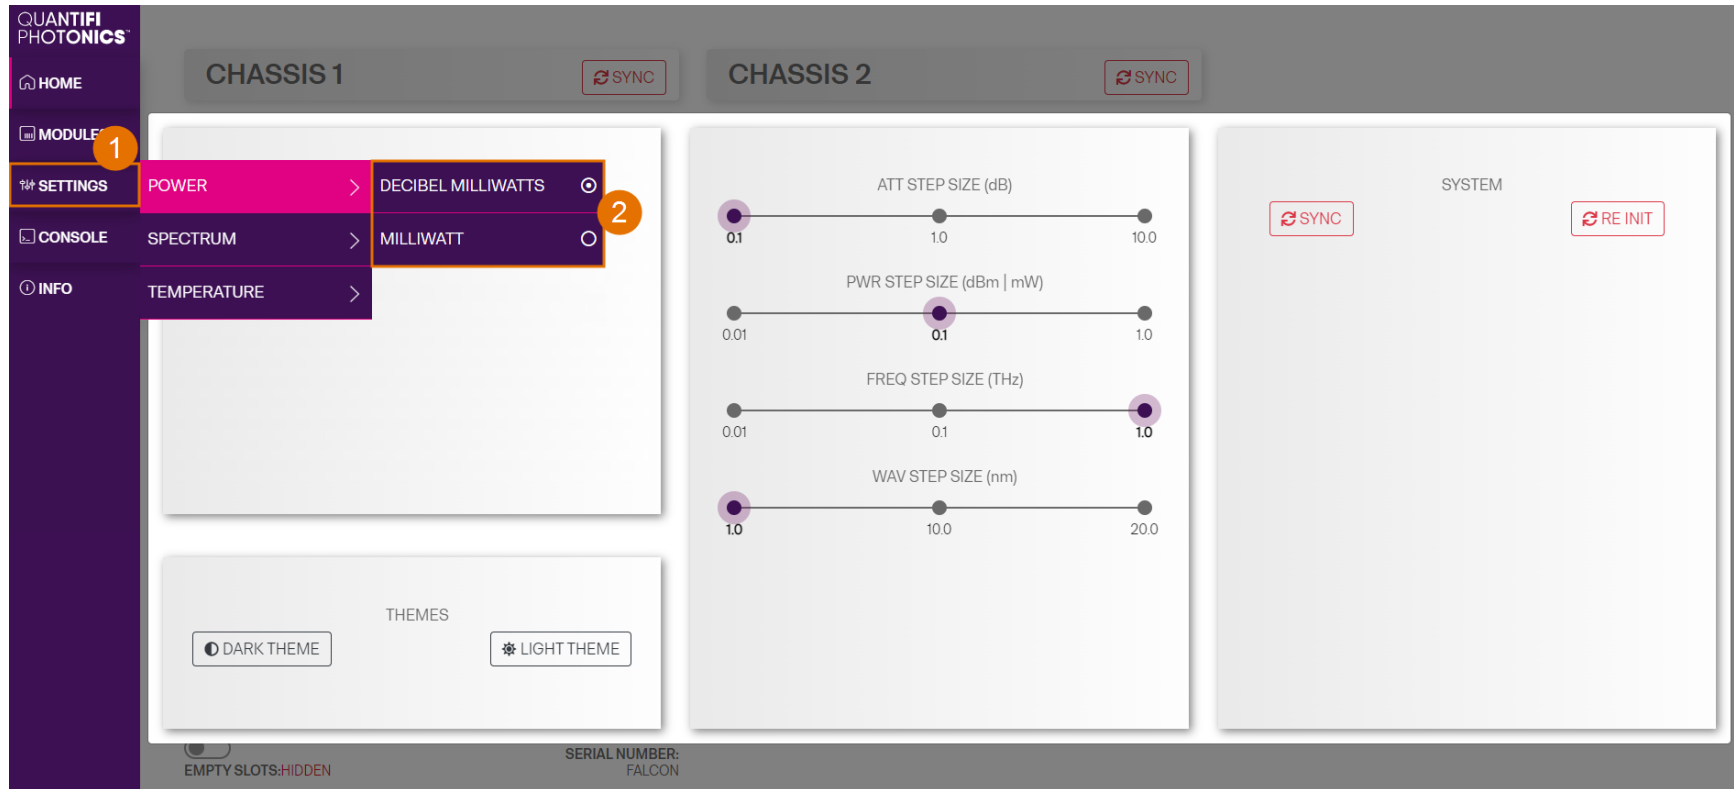 QUANTIFI
PHOTONICS™
HOME
MODULES
1
SETTINGS
CONSOLE
INFO
POWER
SPECTRUM
TEMPERATURE
DECIBEL MILLIWATTS
MILLIWATT
2
CHASSIS 1
SYNC
CHASSIS 2
SYNC
THEMES
DARK THEME
LIGHT THEME
ATT STEP SIZE (dB)
0.1 1.0 10.0
PWR STEP SIZE (dBm | mW)
0.01 0.1 1.0
FREQ STEP SIZE (THz)
0.01 0.1 1.0
WAV STEP SIZE (nm)
1.0 10.0 20.0
SYSTEM
SYNC
RE INIT
EMPTY SLOTS:HIDDEN
SERIAL NUMBER:
FALCON